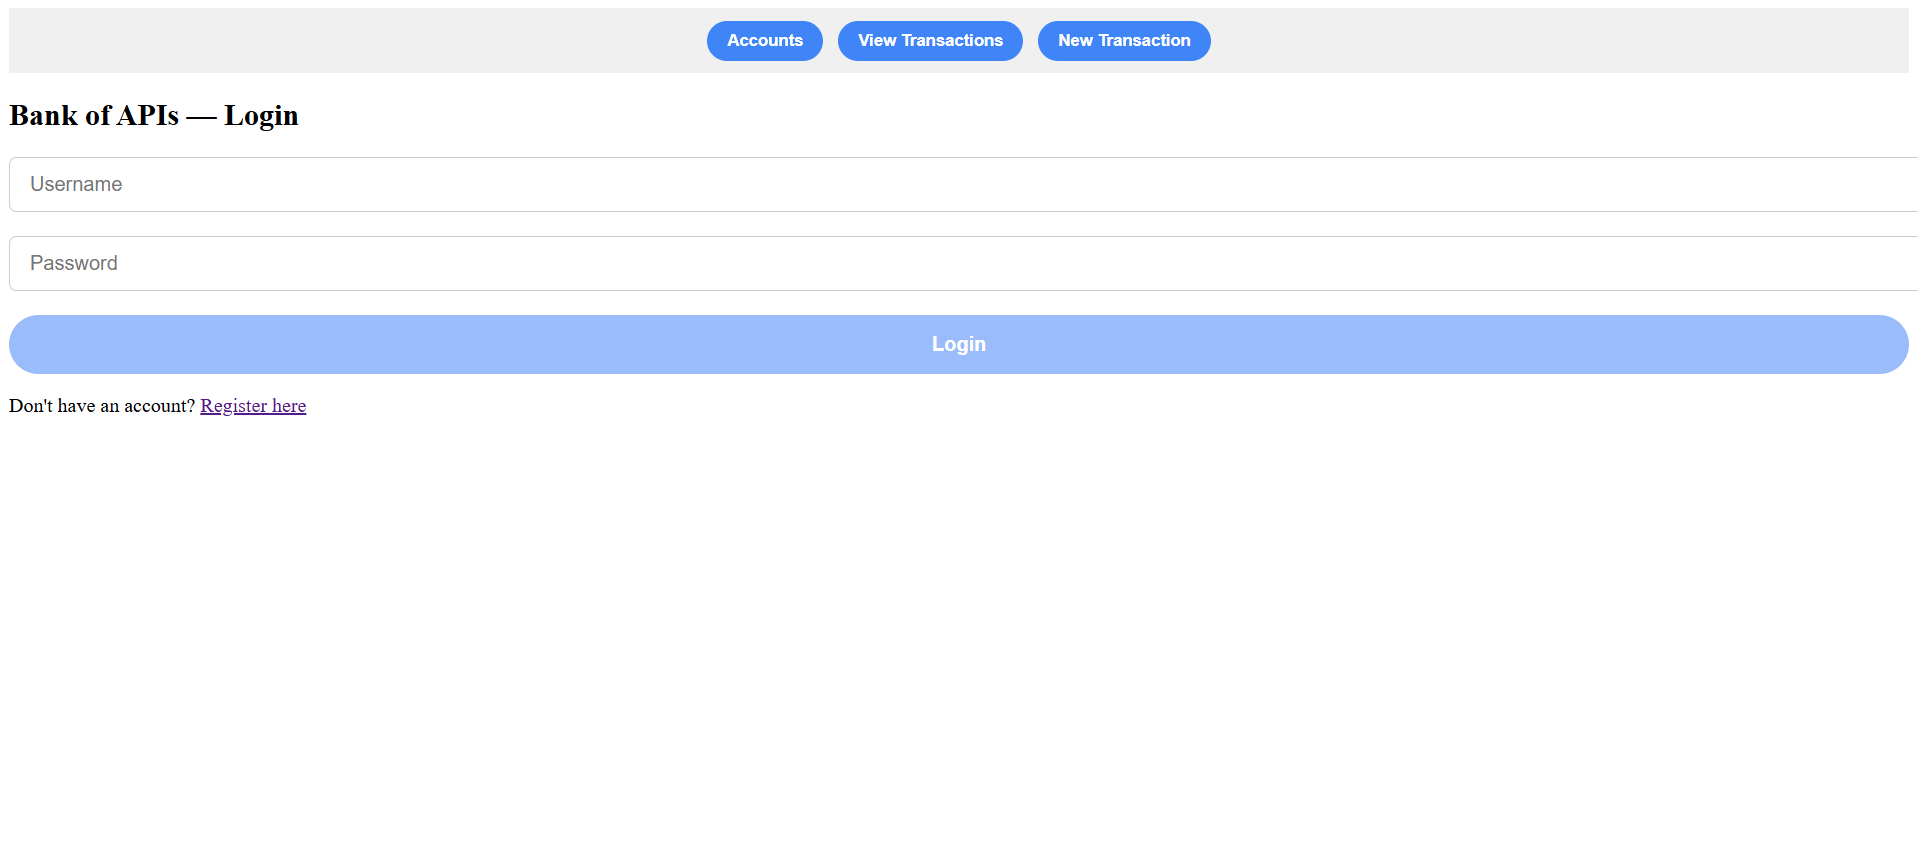 Accounts View Transactions New Transaction
Bank of APIs — Login
Username
Password
Login
Don't have an account? Register here